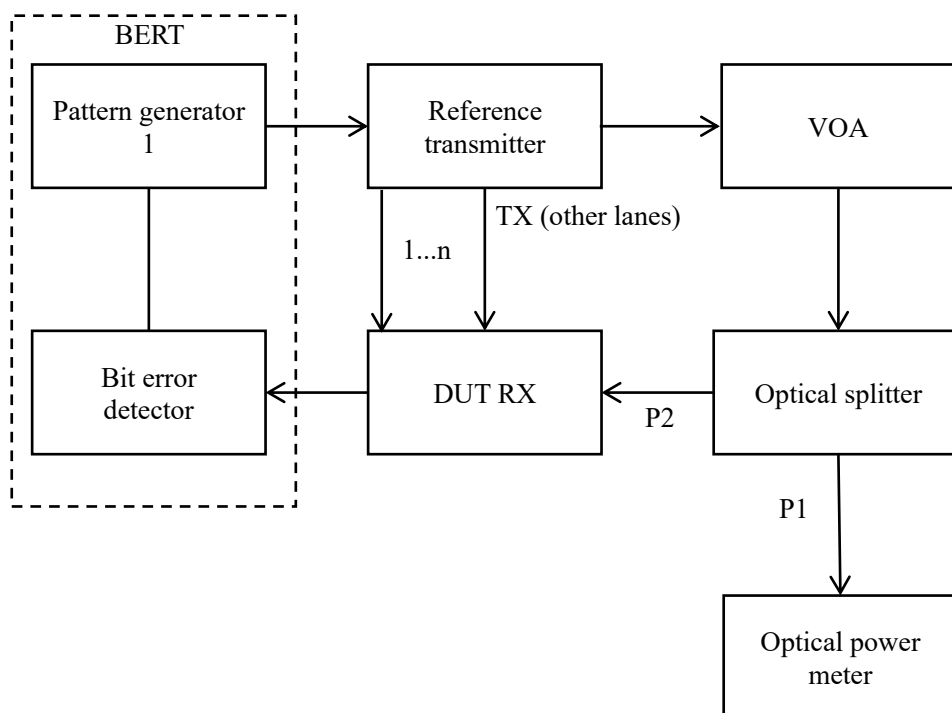 BERT
Pattern generator
1
Reference
transmitter
VOA
TX (other lanes)
1...n
Bit error
detector
DUT RX
P2
Optical splitter
P1
Optical power
meter